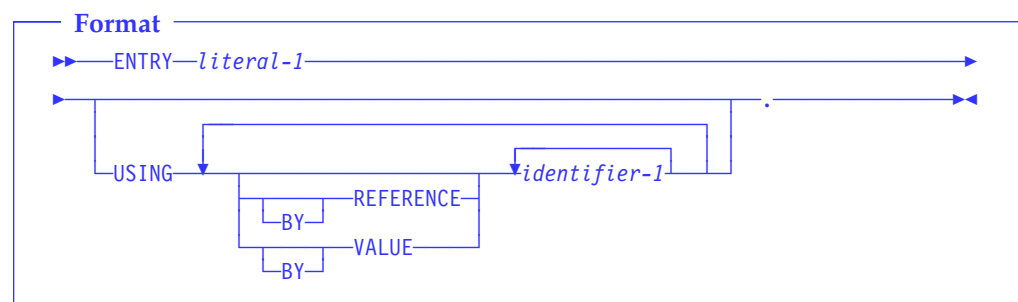 Format
ENTRY literal-1
.
USING identifier-1
REFERENCE
BY
VALUE
BY